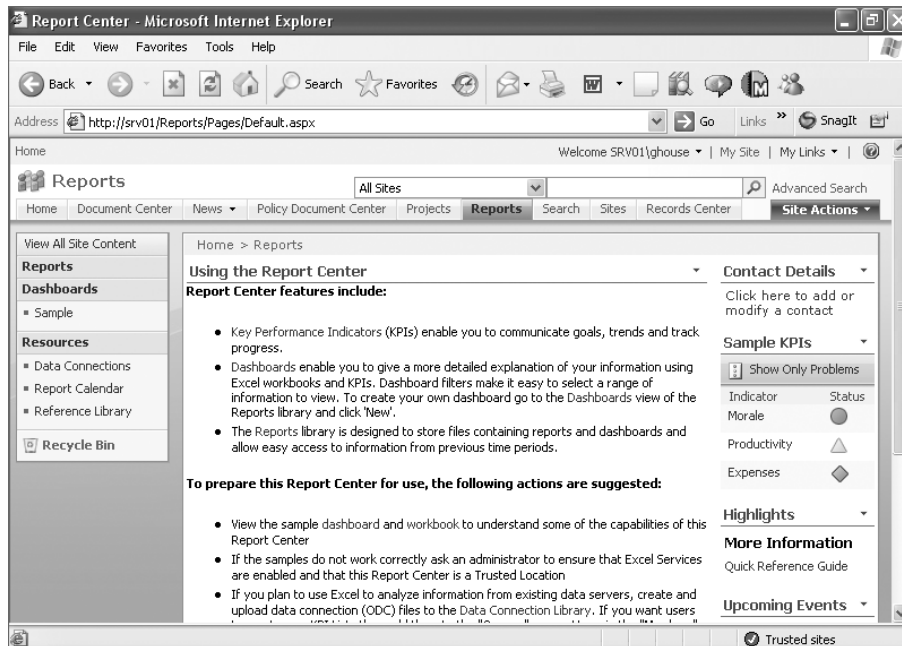 Report Center - Microsoft Internet Explorer
File Edit View Favorites Tools Help
Back Search Favorites
Address http://srv01/Reports/Pages/Default.aspx Go Links » SnagIt
Home Welcome SRV01\ghouse | My Site | My Links |
Reports All Sites Advanced Search
Home Document Center News Policy Document Center Projects Reports Search Sites Records Center Site Actions
View All Site Content
Reports
Dashboards
Sample
Resources
Data Connections
Report Calendar
Reference Library
Recycle Bin
Home > Reports
Using the Report Center
Report Center features include:
Key Performance Indicators (KPIs) enable you to communicate goals, trends and track
progress.
Dashboards enable you to give a more detailed explanation of your information using
Excel workbooks and KPIs. Dashboard filters make it easy to select a range of
information to view. To create your own dashboard go to the Dashboards view of the
Reports library and click 'New'.
The Reports library is designed to store files containing reports and dashboards and
allow easy access to information from previous time periods.
To prepare this Report Center for use, the following actions are suggested:
View the sample dashboard and workbook to understand some of the capabilities of this
Report Center
If the samples do not work correctly ask an administrator to ensure that Excel Services
are enabled and that this Report Center is a Trusted Location
If you plan to use Excel to analyze information from existing data servers, create and
upload data connection (ODC) files to the Data Connection Library. If you want users
Contact Details
Click here to add or
modify a contact
Sample KPIs
Show Only Problems
Indicator Status
Morale
Productivity
Expenses
Highlights
More Information
Quick Reference Guide
Upcoming Events
Trusted sites